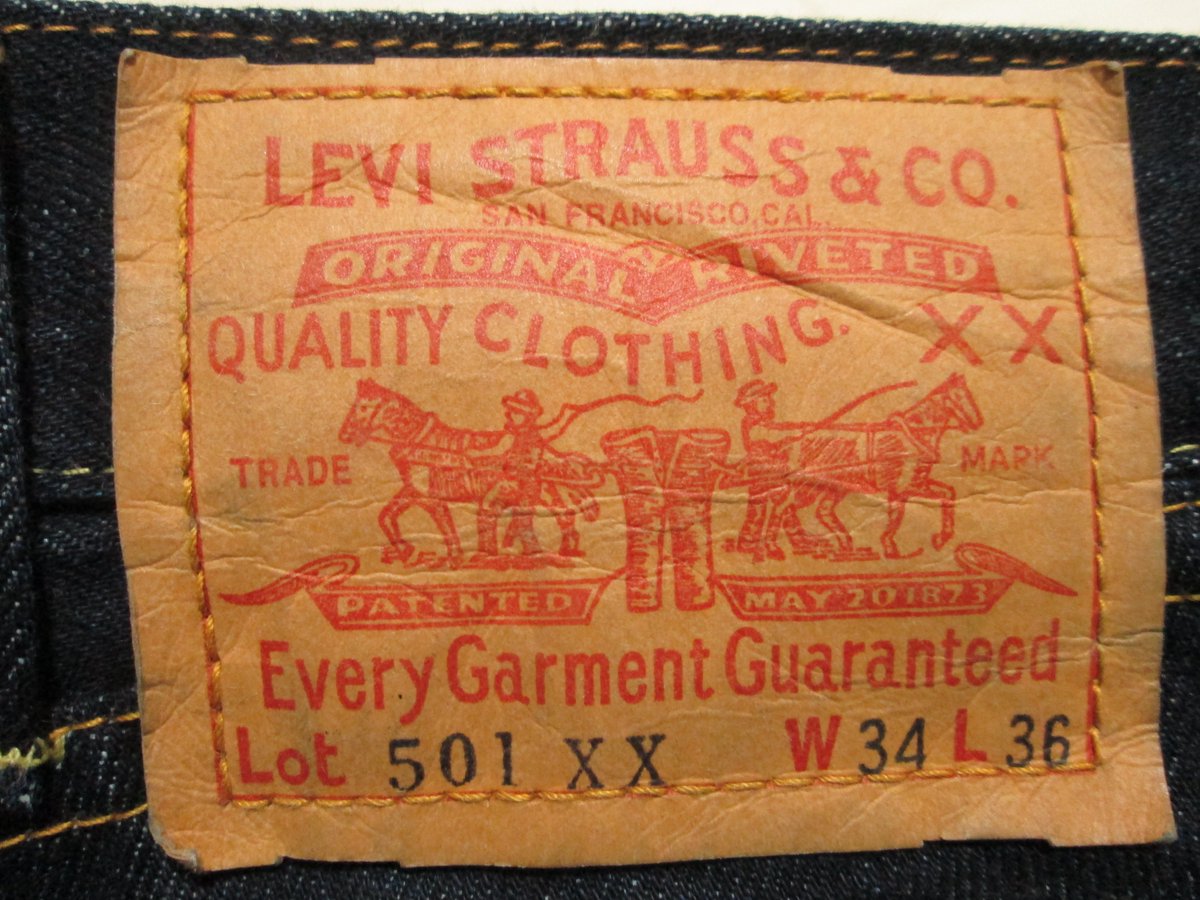 LEVI STRAUSS & CO.
SAN FRANCISCO, CAL.
ORIGINAL RIVETED
QUALITY CLOTHING. XX
TRADE MARK
PATENTED MAY 20 1873
Every Garment Guaranteed
Lot 501 XX W 34 L 36